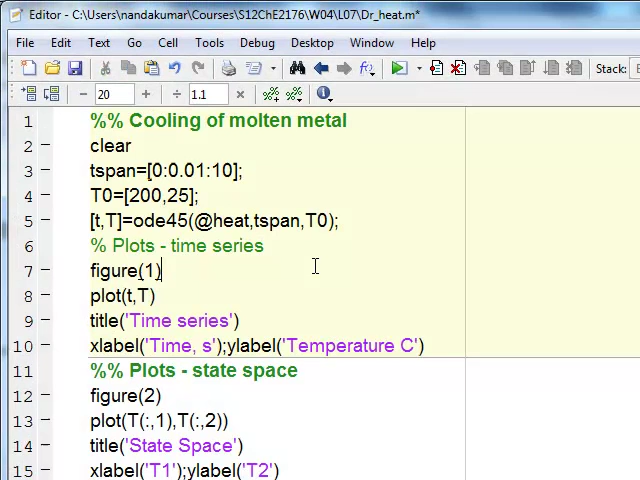 Editor - C:\Users\nandakumar\Courses\S12ChE2176\W04\L07\Dr_heat.m*
File Edit Text Go Cell Tools Debug Desktop Window Help
Stack:
− 20 + ÷ 1.1 ×
1 %% Cooling of molten metal
2 − clear
3 − tspan=[0:0.01:10];
4 − T0=[200,25];
5 − [t,T]=ode45(@heat,tspan,T0);
6 % Plots - time series
7 − figure(1)
8 − plot(t,T)
9 − title('Time series')
10 − xlabel('Time, s');ylabel('Temperature C')
11 %% Plots - state space
12 − figure(2)
13 − plot(T(:,1),T(:,2))
14 − title('State Space')
15 − xlabel('T1');ylabel('T2')